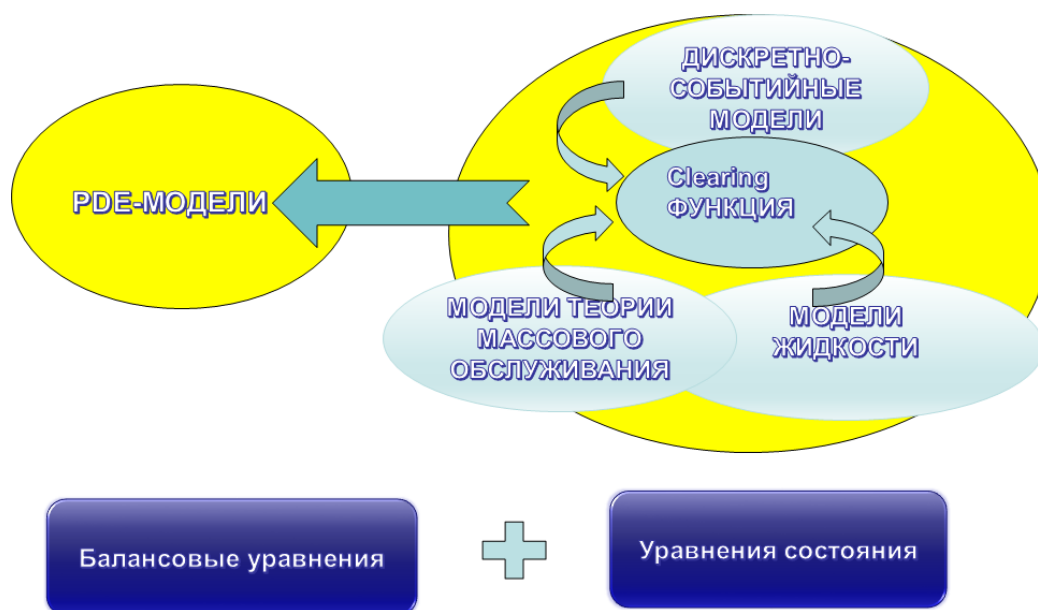 ДИСКРЕТНО-
СОБЫТИЙНЫЕ
МОДЕЛИ
PDE-МОДЕЛИ
Clearing
ФУНКЦИЯ
МОДЕЛИ ТЕОРИИ
МАССОВОГО
ОБСЛУЖИВАНИЯ
МОДЕЛИ
ЖИДКОСТИ
Балансовые уравнения
Уравнения состояния